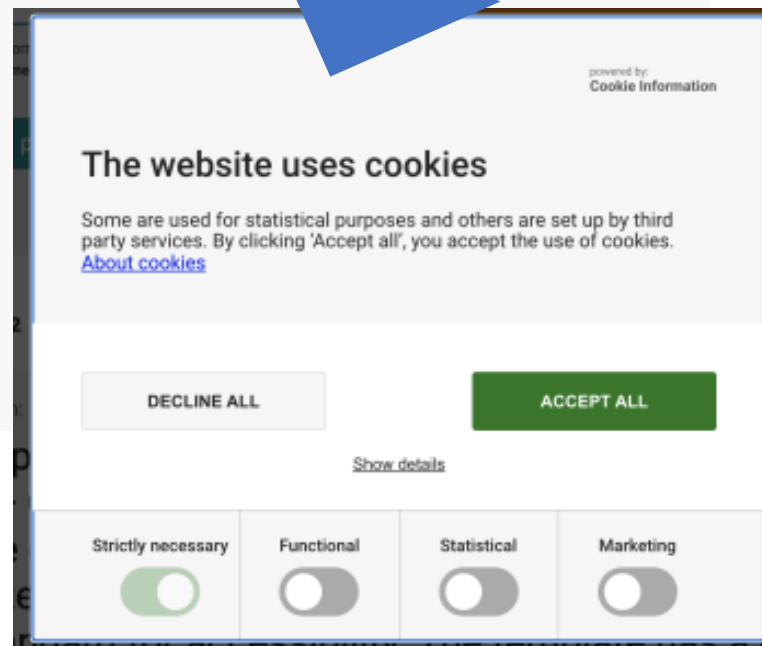 powered by:
Cookie Information
The website uses cookies
Some are used for statistical purposes and others are set up by third
party services. By clicking 'Accept all', you accept the use of cookies.
About cookies
DECLINE ALL
ACCEPT ALL
Show details
Strictly necessary
Functional
Statistical
Marketing